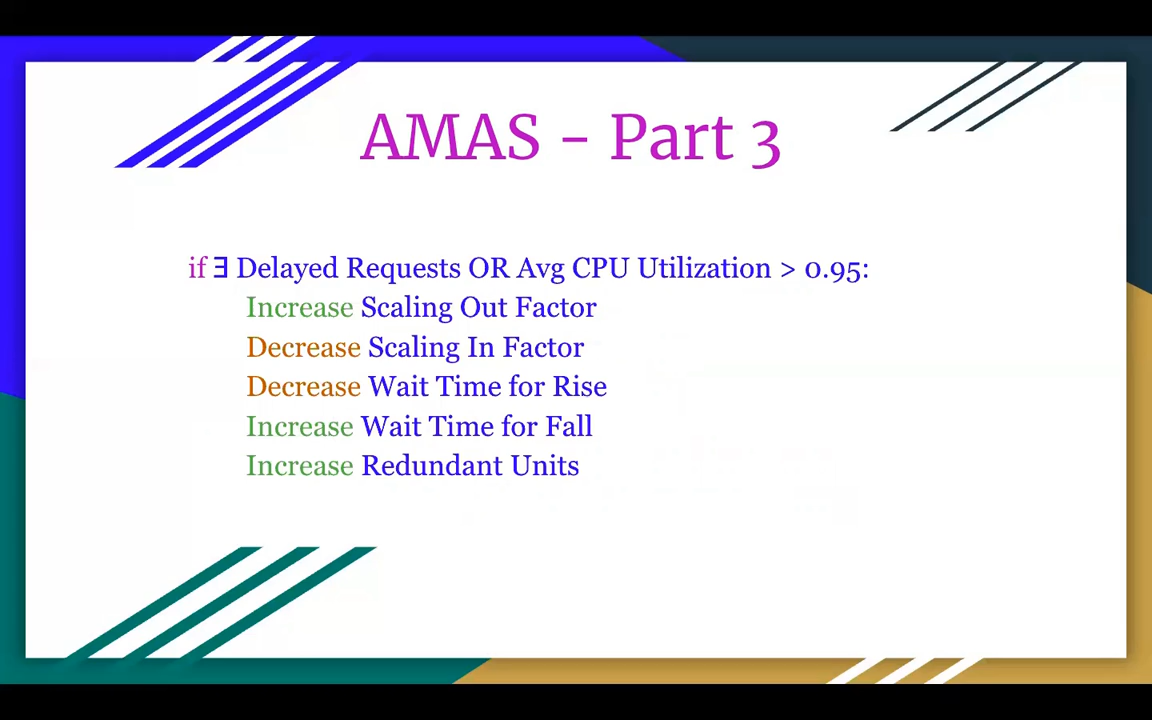 AMAS - Part 3
if ∃ Delayed Requests OR Avg CPU Utilization > 0.95:
Increase Scaling Out Factor
Decrease Scaling In Factor
Decrease Wait Time for Rise
Increase Wait Time for Fall
Increase Redundant Units